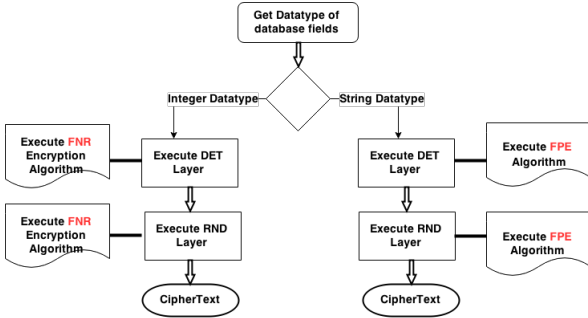 Get Datatype of
database fields
Integer Datatype
String Datatype
Execute FNR
Encryption
Algorithm
Execute DET
Layer
Execute DET
Layer
Execute FPE
Algorithm
Execute FNR
Encryption
Algorithm
Execute RND
Layer
Execute RND
Layer
Execute FPE
Algorithm
CipherText
CipherText